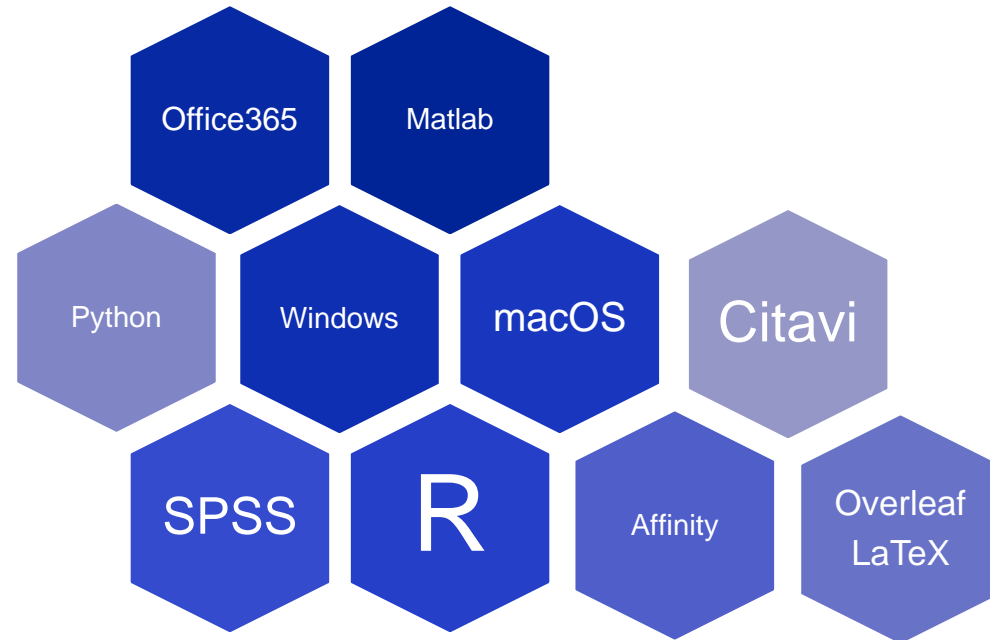 Office365
Matlab
Python
Windows
macOS
Citavi
SPSS
R
Affinity
Overleaf
LaTeX